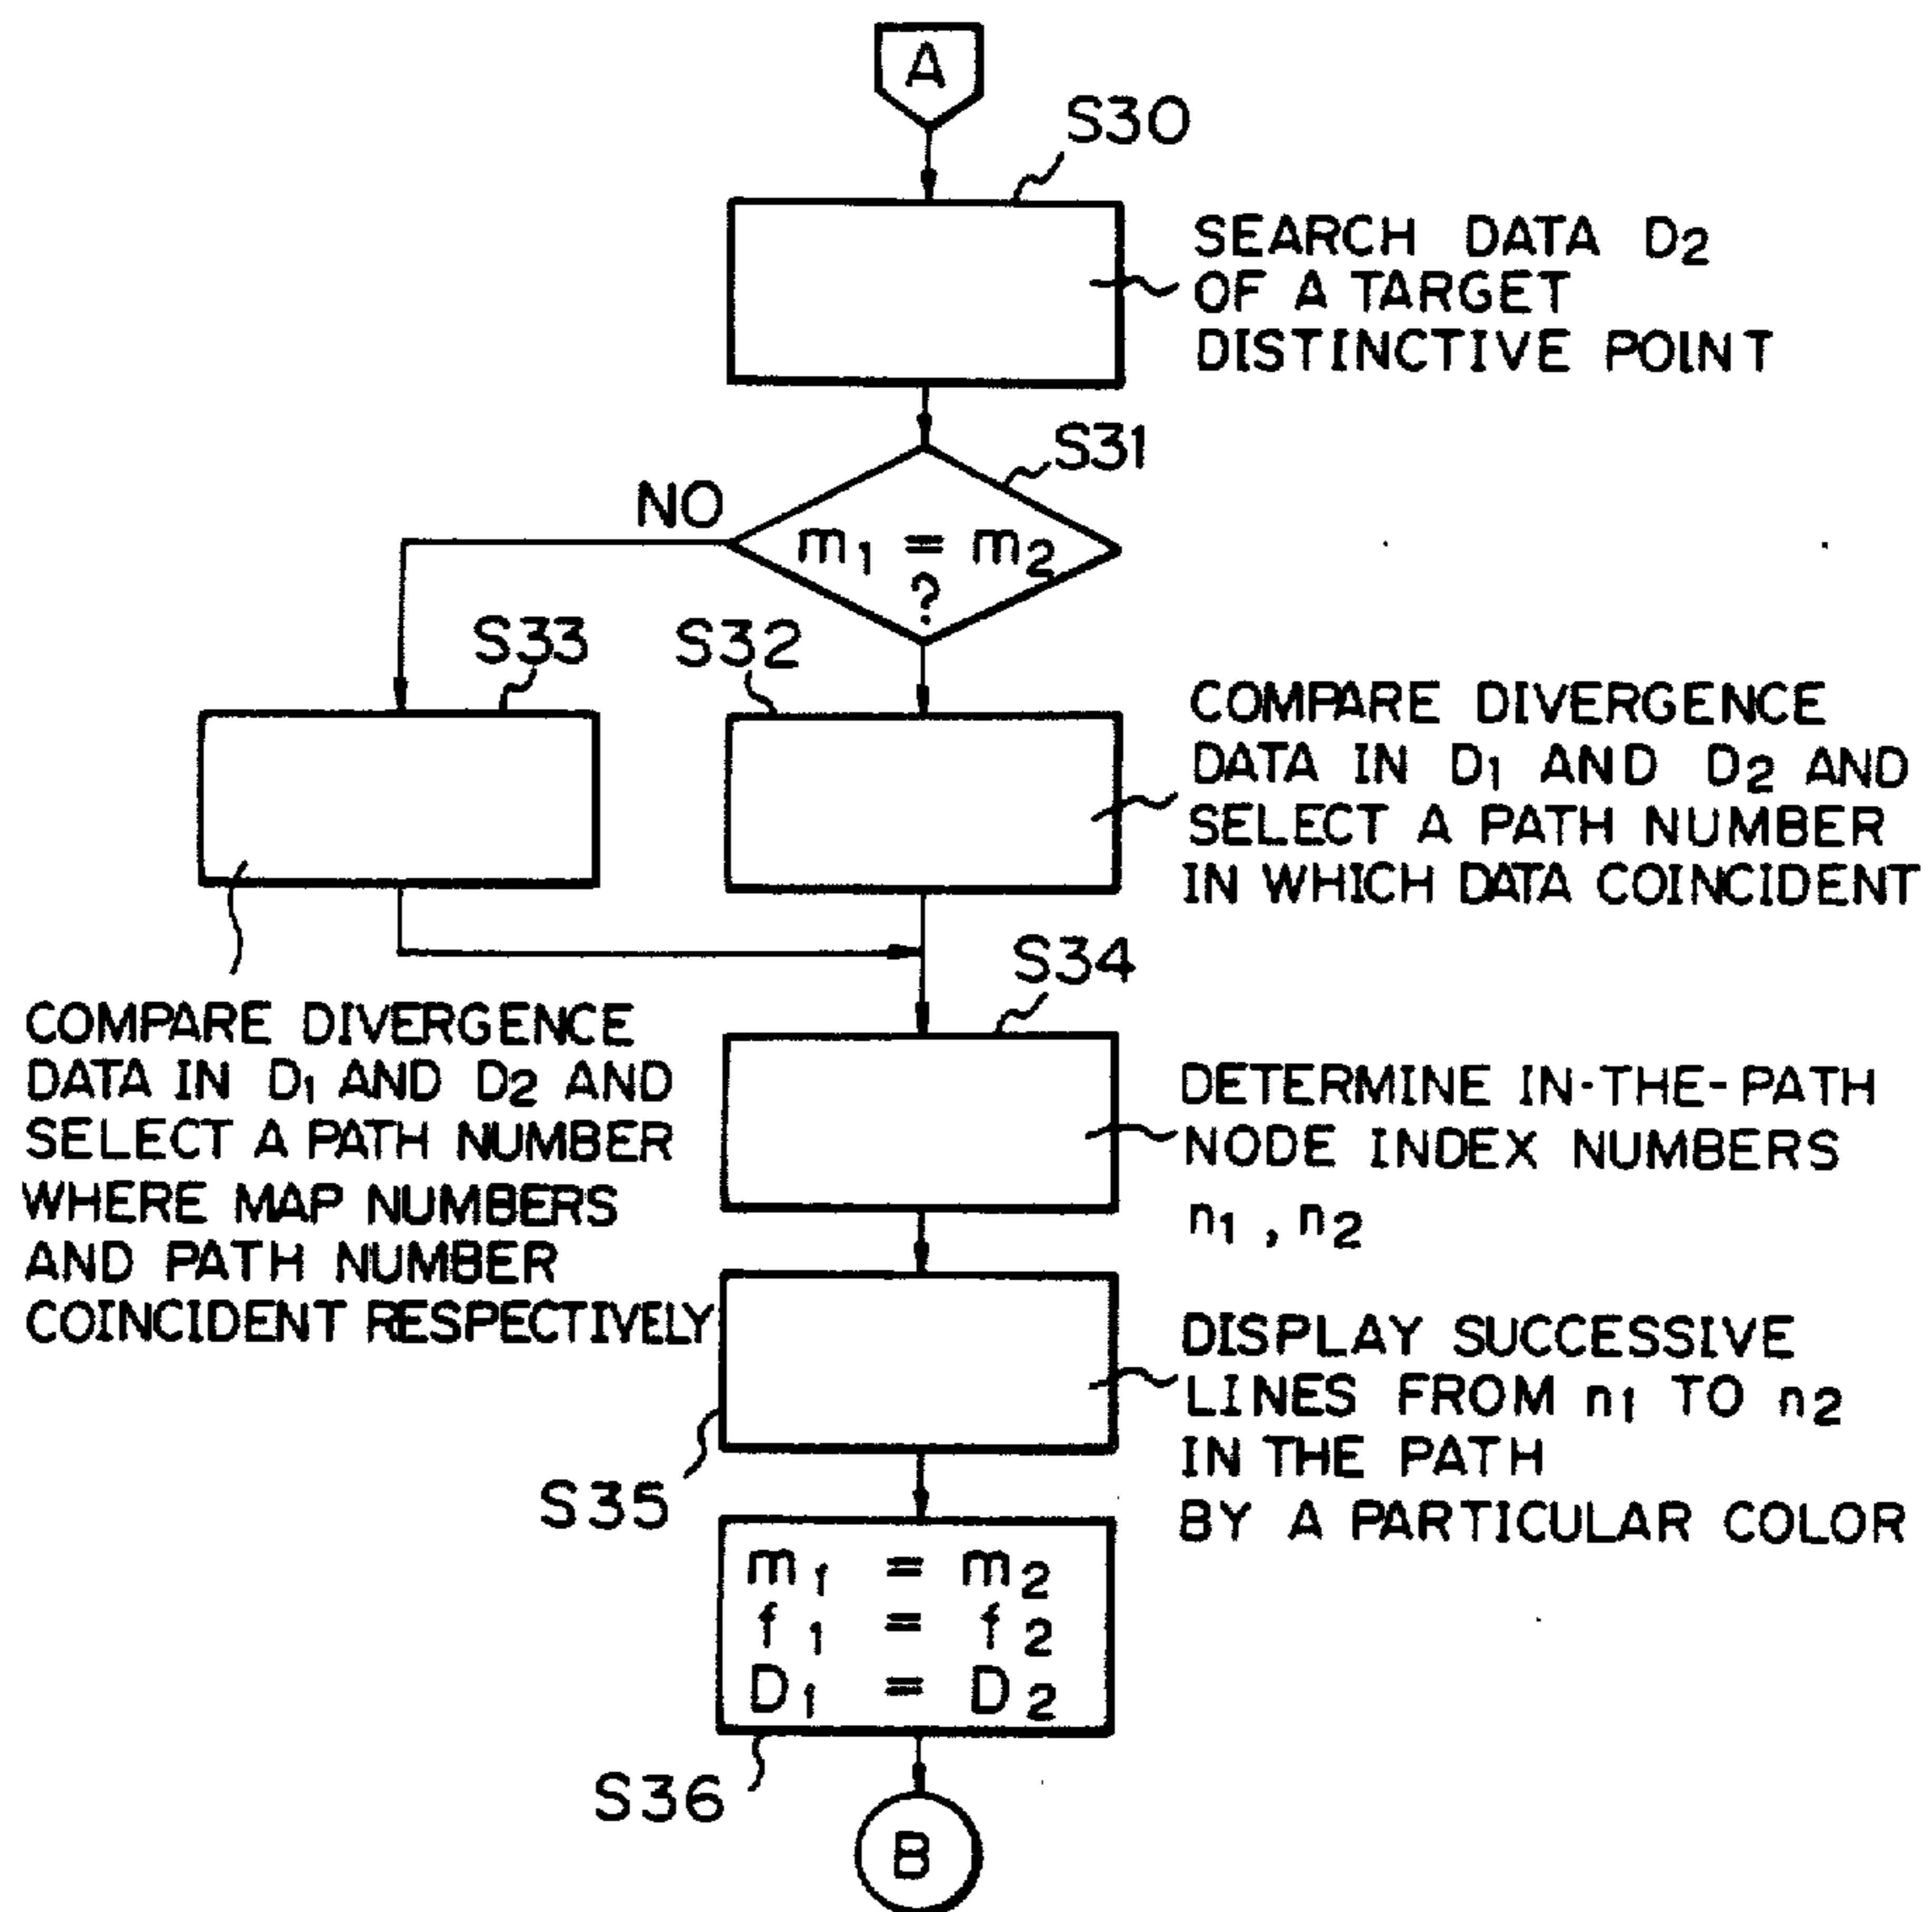 A
S30
SEARCH DATA D2
OF A TARGET
DISTINCTIVE POINT
S31
NO
m1 = m2
?
S33
S32
COMPARE DIVERGENCE
DATA IN D1 AND D2 AND
SELECT A PATH NUMBER
IN WHICH DATA COINCIDENT
S34
COMPARE DIVERGENCE
DATA IN D1 AND D2 AND
SELECT A PATH NUMBER
WHERE MAP NUMBERS
AND PATH NUMBER
COINCIDENT RESPECTIVELY
DETERMINE IN-THE-PATH
NODE INDEX NUMBERS
n1 , n2
DISPLAY SUCCESSIVE
LINES FROM n1 TO n2
IN THE PATH
BY A PARTICULAR COLOR
S35
m1 = m2
f1 = f2
D1 = D2
S36
B